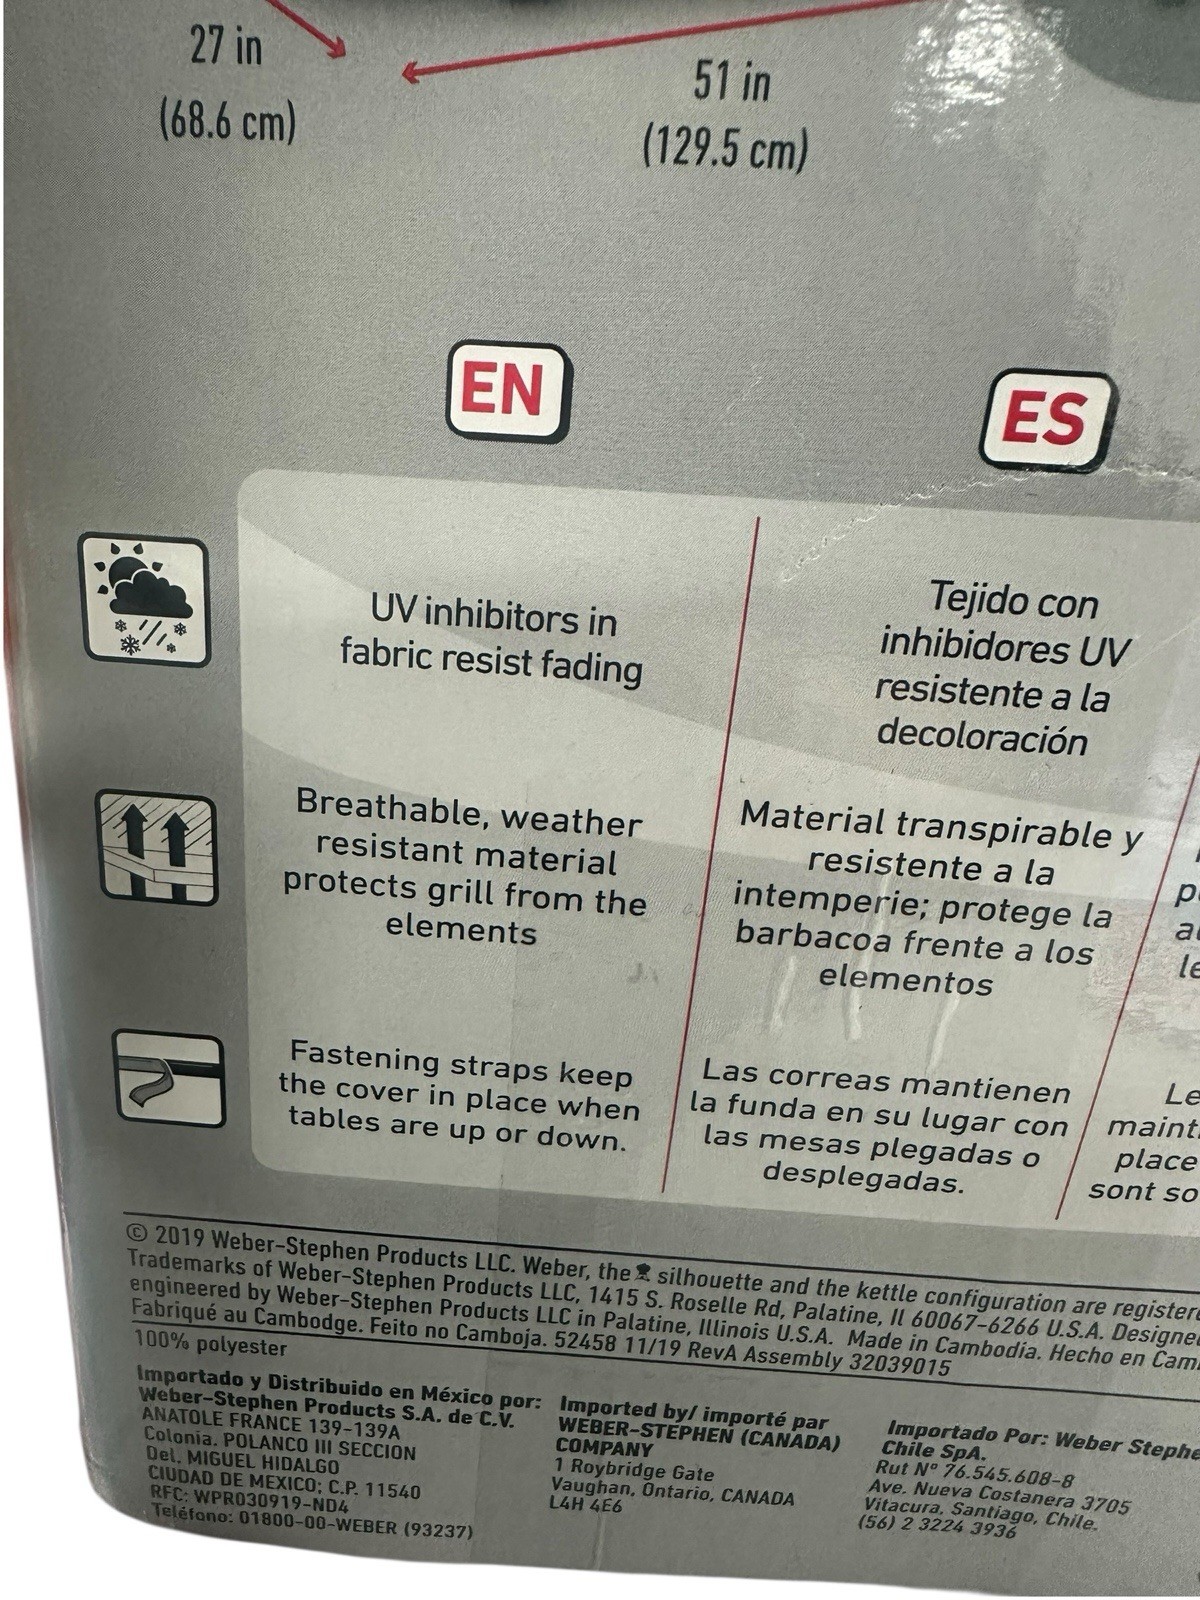 27 in
(68.6 cm)
51 in
(129.5 cm)
EN
ES
UV inhibitors in
fabric resist fading
Tejido con
inhibidores UV
resistente a la
decoloración
Breathable, weather
resistant material
protects grill from the
elements
Material transpirable y
resistente a la
intemperie; protege la
barbacoa frente a los
elementos
Fastening straps keep
the cover in place when
tables are up or down.
Las correas mantienen
la funda en su lugar con
las mesas plegadas o
desplegadas.
Le
maint
place
sont so
© 2019 Weber-Stephen Products LLC. Weber, the silhouette and the kettle configuration are
Trademarks of Weber-Stephen Products LLC, 1415 S. Roselle Rd, Palatine, Il 60067-6266 U.S.A.
engineered by Weber-Stephen Products LLC in Palatine, Illinois U.S.A. Made in Cambodia. Hecho en
Fabriqué au Cambodge. Feito no Camboja. 52458 11/19 RevA Assembly 32039015
100% polyester
Importado y Distribuido en México por:
Weber-Stephen Products S.A. de C.V.
ANATOLE FRANCE 139-139A
Colonia. POLANCO III SECCION
Del. MIGUEL HIDALGO
CIUDAD DE MEXICO; C.P. 11540
RFC: WPR030919-ND4
Teléfono: 01800-00-WEBER (93237)
Imported by/ importé par
WEBER-STEPHEN (CANADA)
COMPANY
1 Roybridge Gate
Vaughan, Ontario, CANADA
L4H 4E6
Importado Por: Weber Stephe
Chile SpA.
Rut Nº 76.545.608-8
Ave. Nueva Costanera 3705
Vitacura, Santiago, Chile.
(56) 2 3224 3936